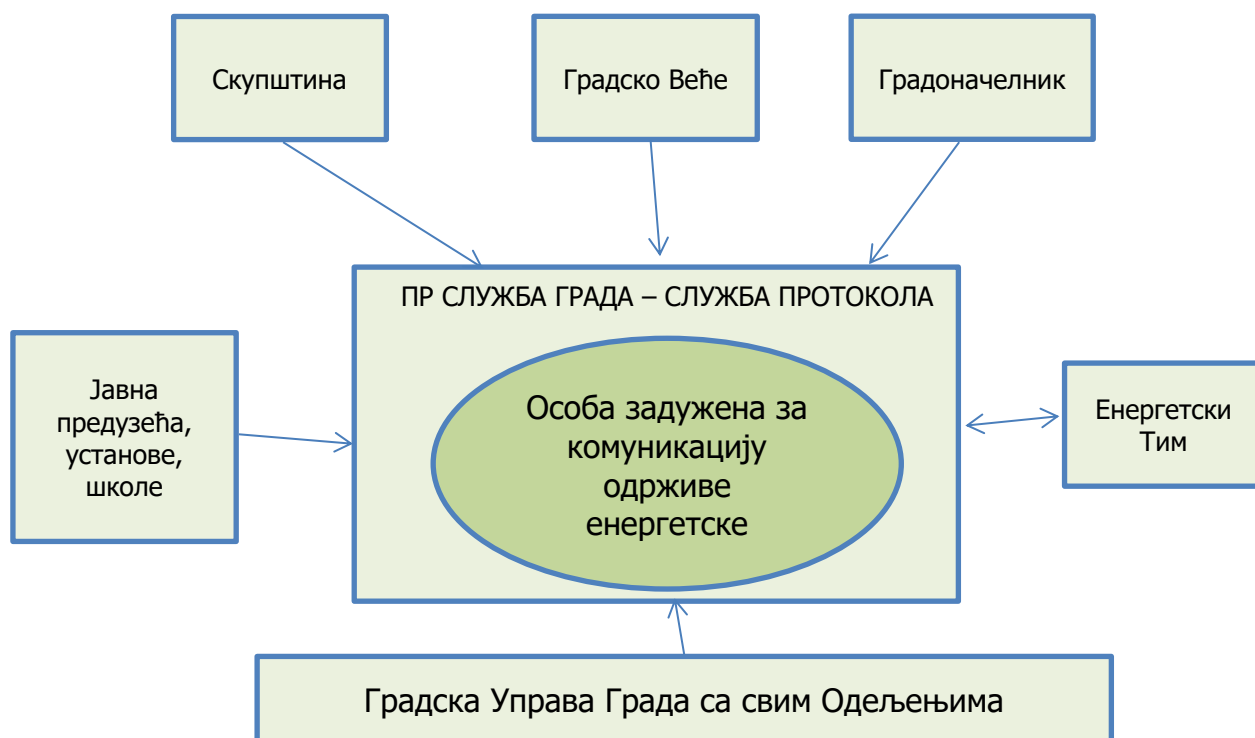 Скупштина
Градско Веће
Градоначелник
ПР СЛУЖБА ГРАДА – СЛУЖБА ПРОТОКОЛА
Јавна
предузећа,
установе,
школе
Особа задужена за
комуникацију
одрживе
енергетске
Енергетски
Тим
Градска Управа Града са свим Одељењима